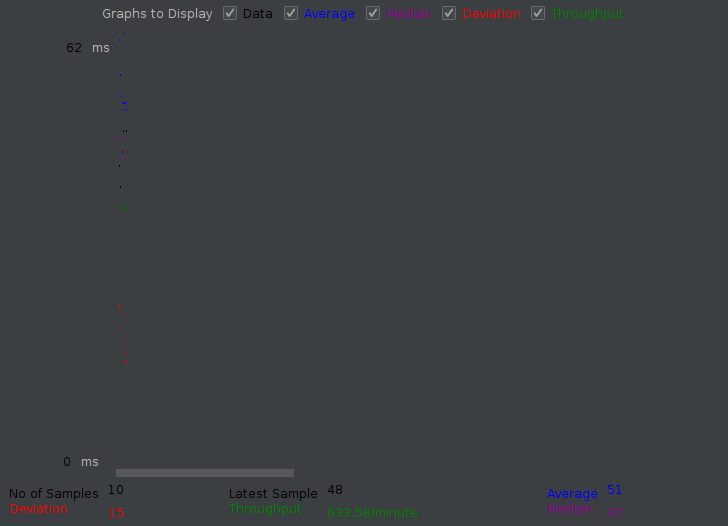 Graphs to Display Data Average Median Deviation Throughput
62 ms
0 ms
No of Samples 10 Latest Sample 48 Average 51
Deviation 15 Throughput 633.58/minute Median 47